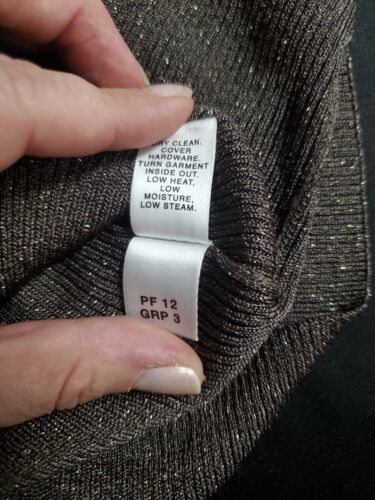 DRY CLEAN.
COVER
HARDWARE.
TURN GARMENT
INSIDE OUT.
LOW HEAT,
LOW
MOISTURE,
LOW STEAM.
PF 12
GRP 3